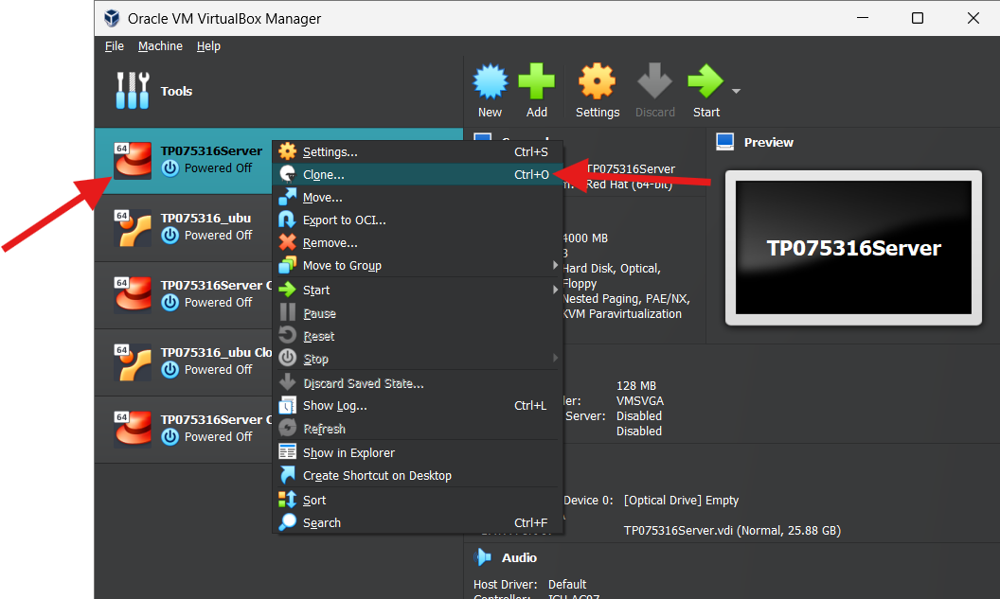 Oracle VM VirtualBox Manager
File Machine Help
Tools
New Add Settings Discard Start
64 TP075316Server
Powered Off
64 TP075316_ubu
Powered Off
64 TP075316Server C
Powered Off
64 TP075316_ubu Clo
Powered Off
64 TP075316Server C
Powered Off
Settings... Ctrl+S
Clone... Ctrl+O
Move...
Export to OCI...
Remove...
Move to Group
Start
Pause
Reset
Stop
Discard Saved State...
Show Log... Ctrl+L
Refresh
Show in Explorer
Create Shortcut on Desktop
Sort
Search Ctrl+F
TP075316Server
Red Hat (64-bit)
4000 MB
3
Hard Disk, Optical,
Floppy
Nested Paging, PAE/NX,
KVM Paravirtualization
Preview
TP075316Server
128 MB
ler: VMSVGA
Server: Disabled
Disabled
Device 0: [Optical Drive] Empty
TP075316Server.vdi (Normal, 25.88 GB)
Audio
Host Driver: Default